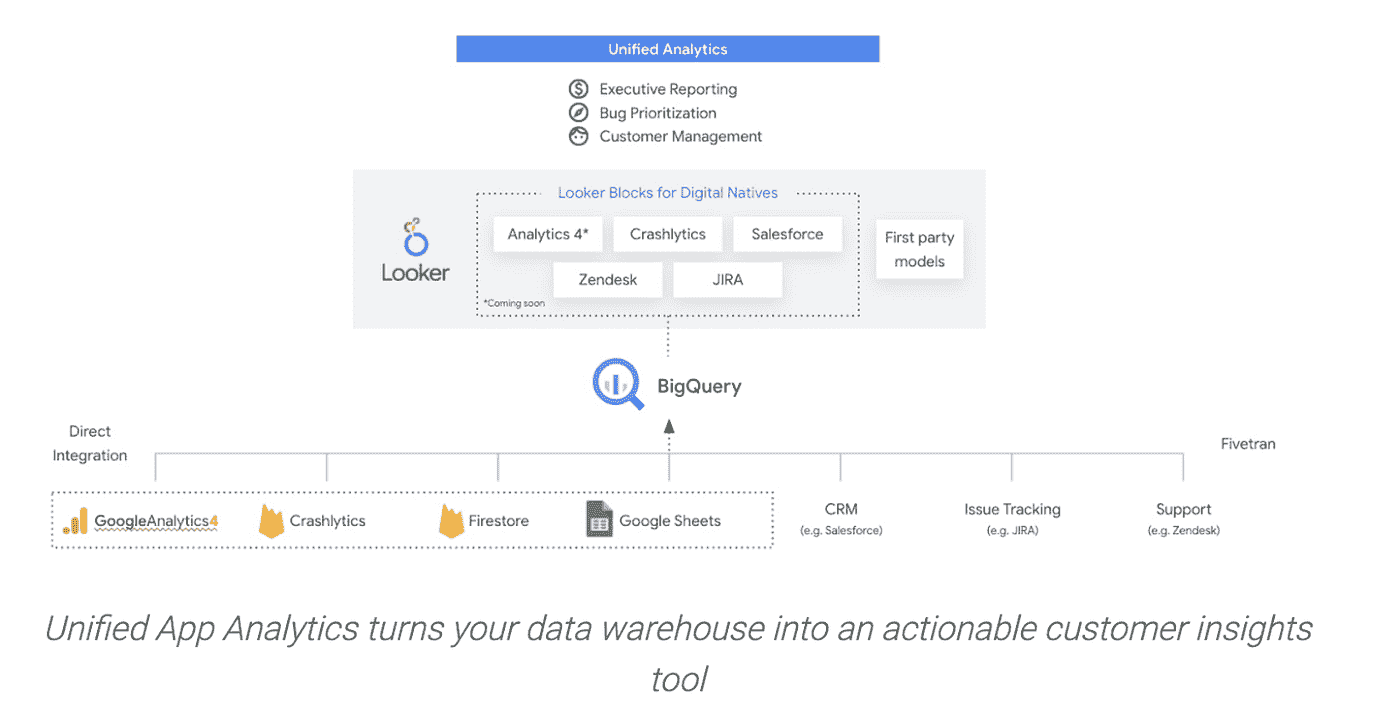 Unified Analytics
Executive Reporting
Bug Prioritization
Customer Management
Looker Blocks for Digital Natives
Looker
Analytics 4*
Crashlytics
Salesforce
First party
models
Zendesk
JIRA
*Coming soon
BigQuery
Direct
Integration
Fivetran
GoogleAnalytics4
Crashlytics
Firestore
Google Sheets
CRM
(e.g. Salesforce)
Issue Tracking
(e.g. JIRA)
Support
(e.g. Zendesk)
Unified App Analytics turns your data warehouse into an actionable customer insights
tool